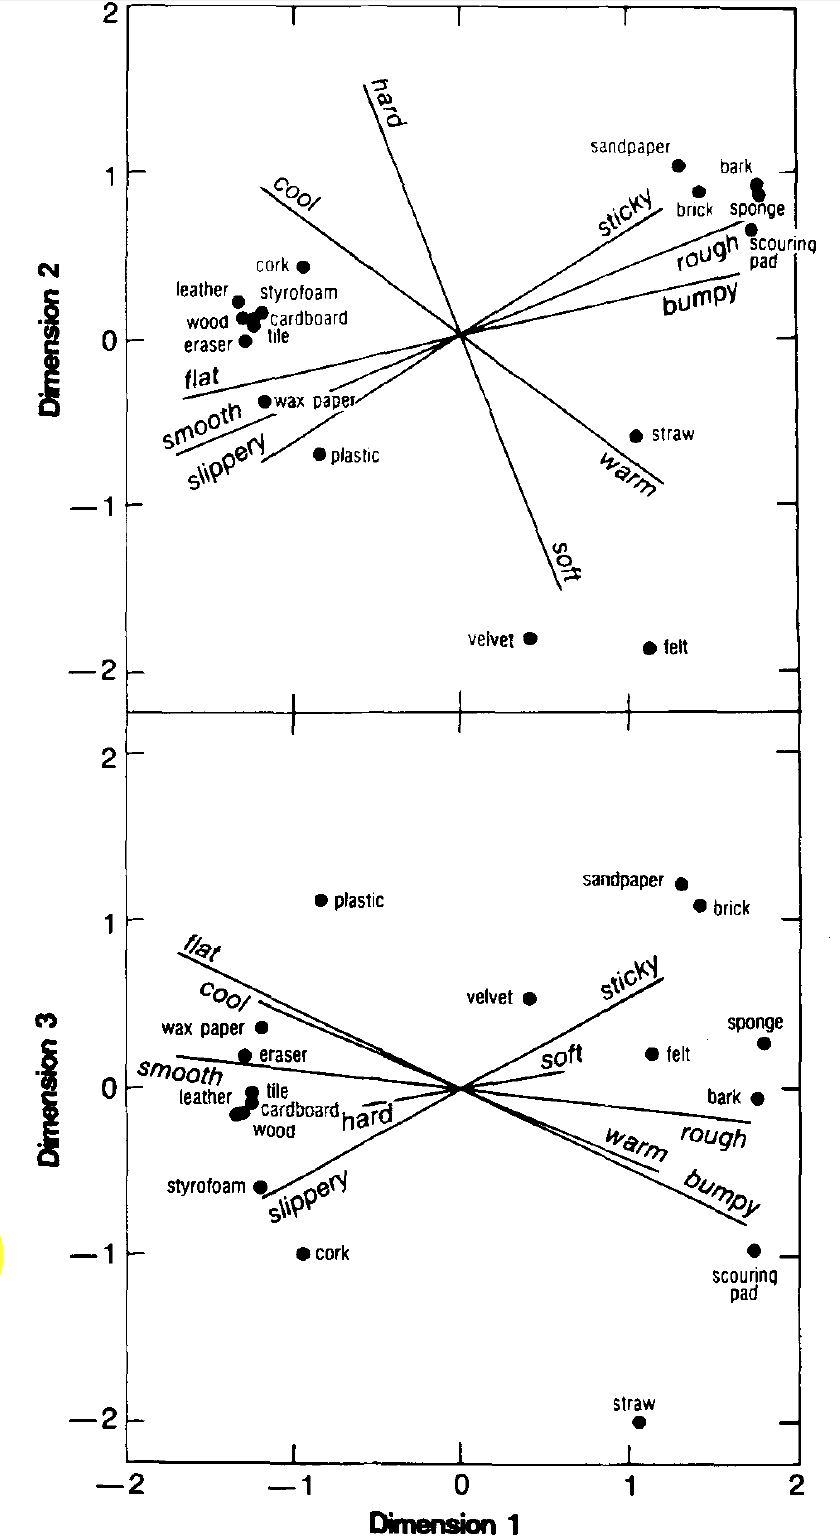 2
hard
cool
sandpaper
bark
sticky
1
brick
sponge
cork
rough
scouring
pad
leather
styrofoam
bumpy
wood
cardboard
eraser
tile
0
Dimension 2
flat
wax paper
smooth
straw
slippery
plastic
warm
−1
soft
velvet
felt
−2
2
sandpaper
plastic
brick
1
flat
sticky
cool
velvet
wax paper
sponge
eraser
soft
felt
smooth
0
tile
leather
cardboard
hard
bark
wood
rough
Dimension 3
warm
styrofoam
slippery
bumpy
−1
cork
scouring
pad
straw
−2
−2
−1
0
1
2
Dimension 1